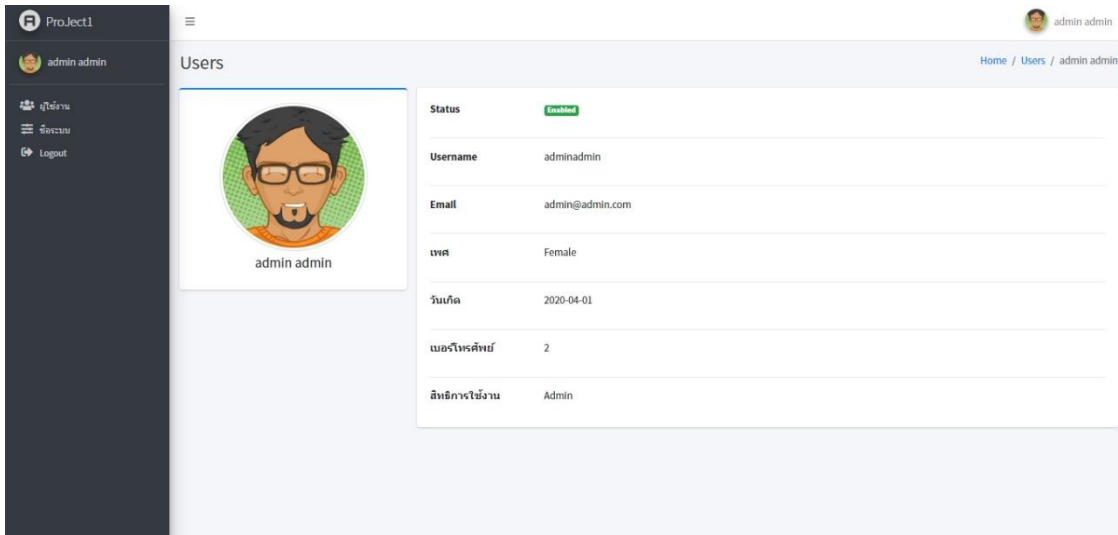 ProJect1
admin admin
admin admin
ผู้ใช้งาน
ชื่อระบบ
Logout
Users
Home / Users / admin admin
admin admin
Status Enabled
Username adminadmin
Email admin@admin.com
เพศ Female
วันเกิด 2020-04-01
เบอร์โทรศัพย์ 2
สิทธิการใช้งาน Admin